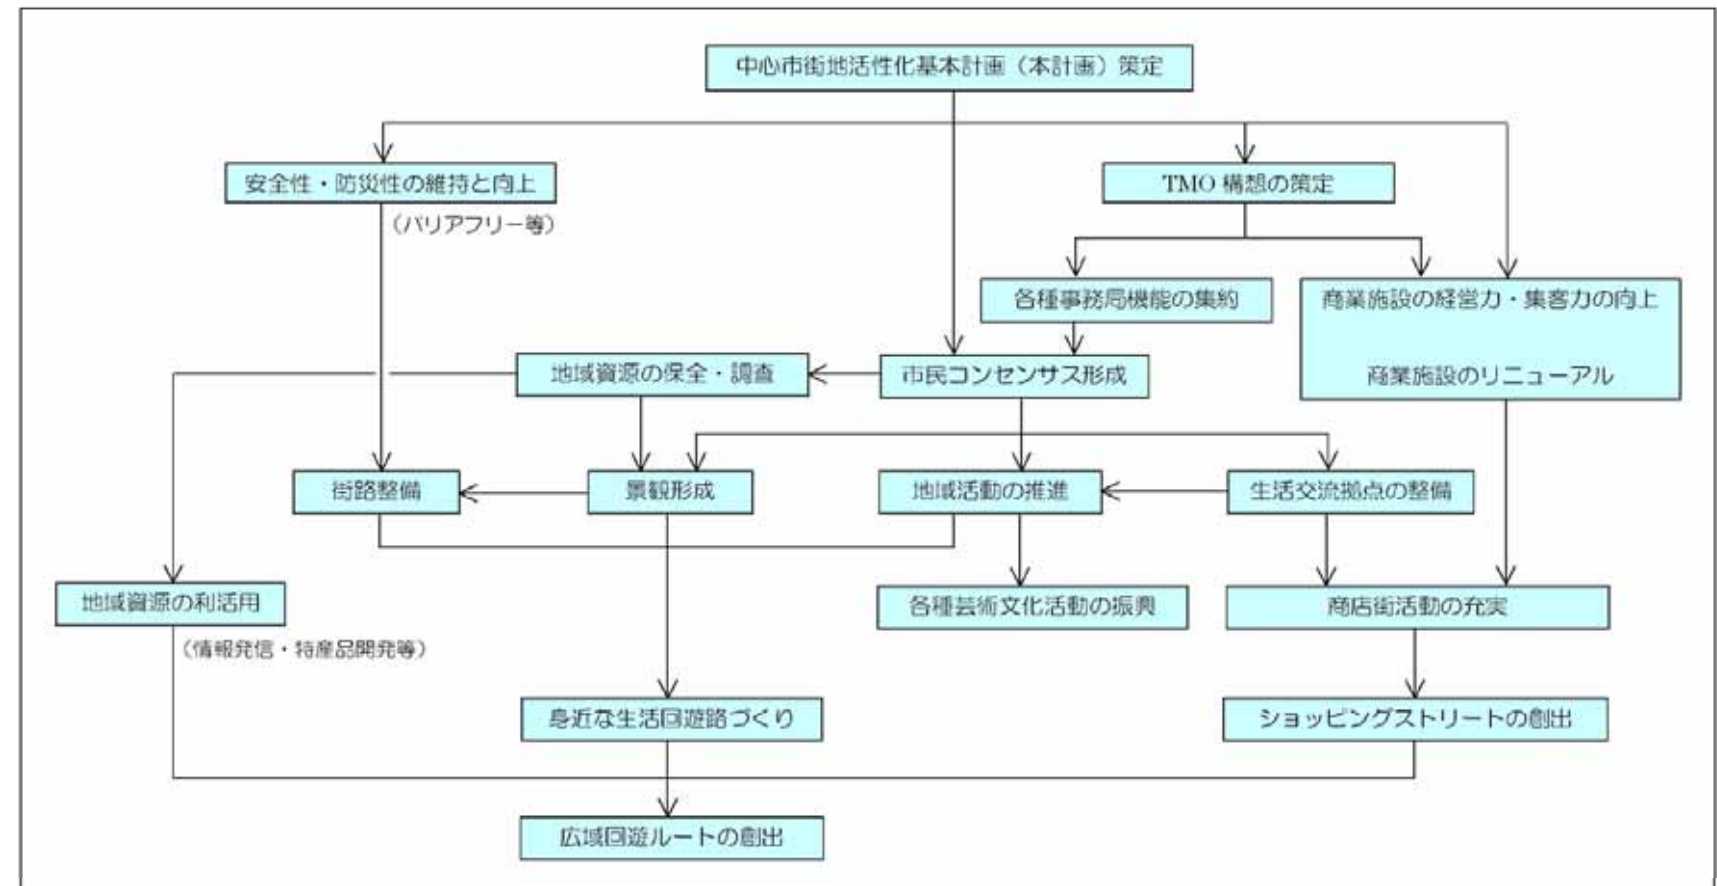 中心市街地活性化基本計画（本計画）策定
安全性・防災性の維持と向上
（バリアフリー等）
TMO 構想の策定
各種事務局機能の集約
商業施設の経営力・集客力の向上
商業施設のリニューアル
地域資源の保全・調査
市民コンセンサス形成
街路整備
景観形成
地域活動の推進
生活交流拠点の整備
地域資源の利活用
（情報発信・特産品開発等）
各種芸術文化活動の振興
商店街活動の充実
身近な生活回遊路づくり
ショッピングストリートの創出
広域回遊ルートの創出